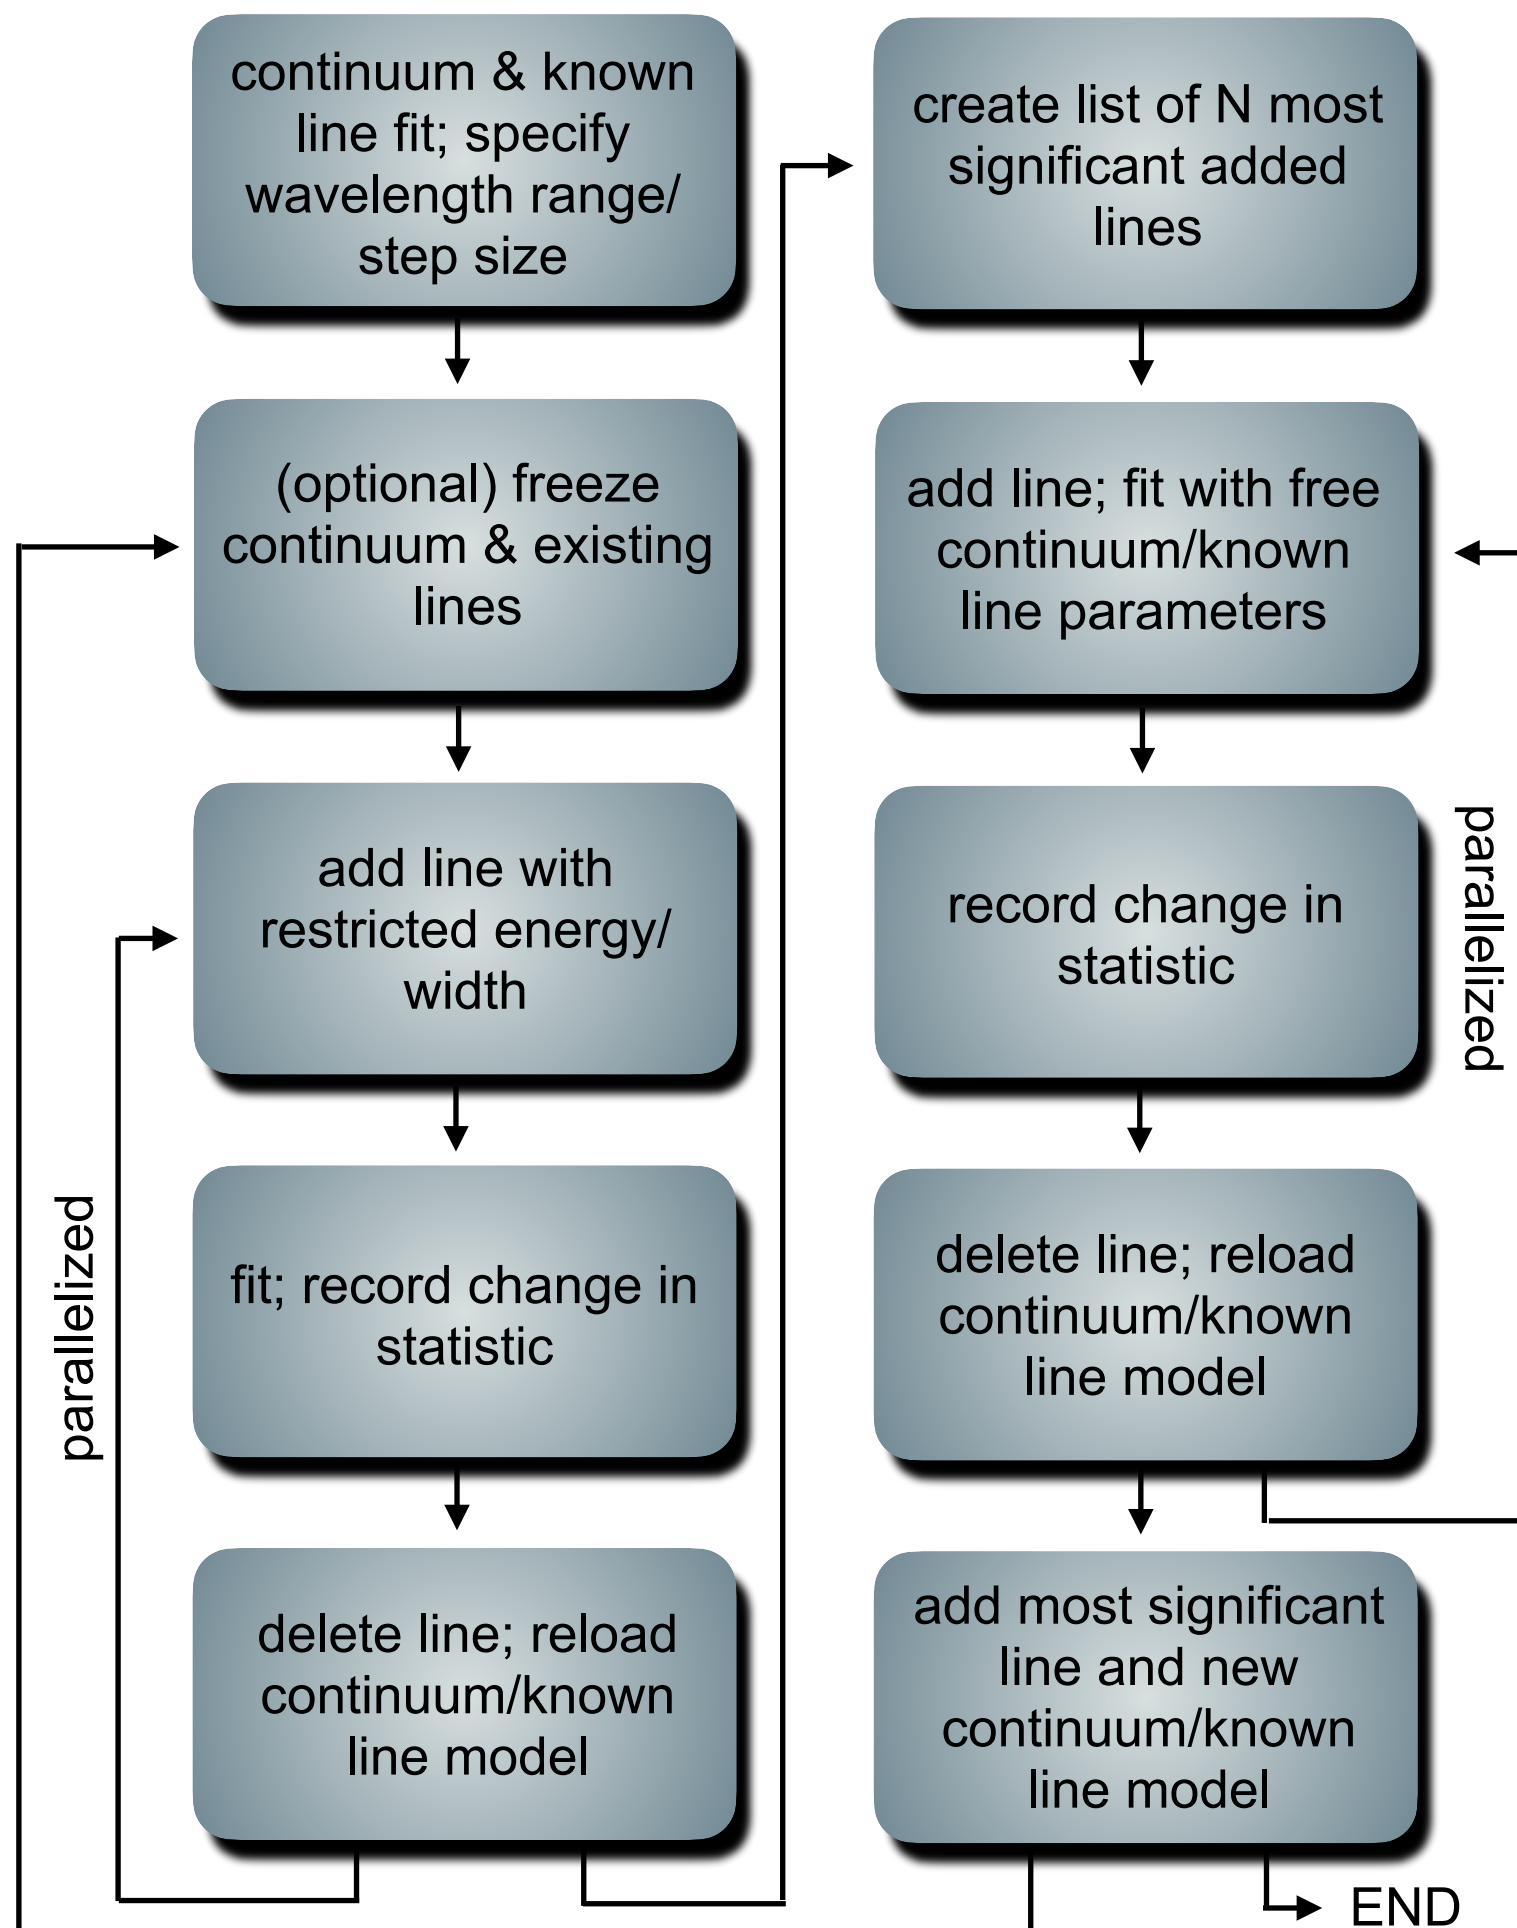 continuum & known
line fit; specify
wavelength range/
step size
(optional) freeze
continuum & existing
lines
add line with
restricted energy/
width
fit; record change in
statistic
delete line; reload
continuum/known
line model
parallelized
create list of N most
significant added
lines
add line; fit with free
continuum/known
line parameters
record change in
statistic
delete line; reload
continuum/known
line model
add most significant
line and new
continuum/known
line model
parallelized
END